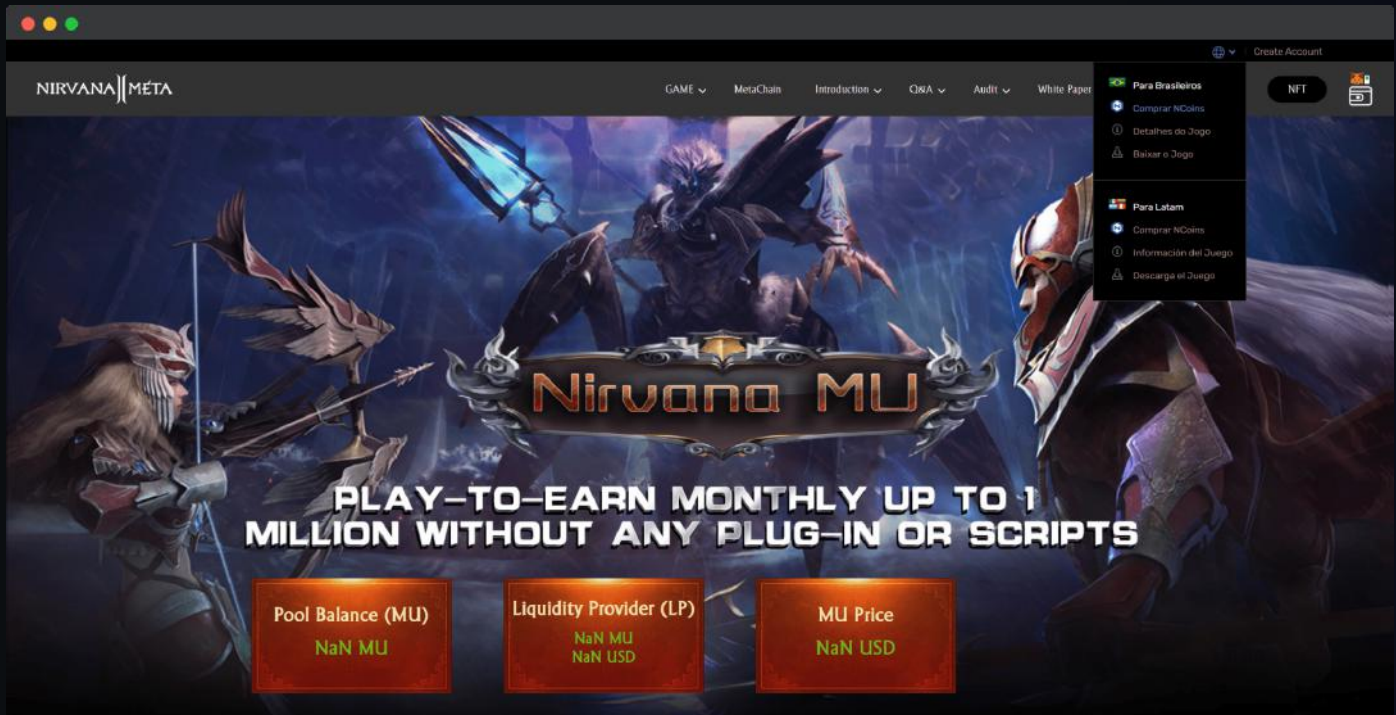 Create Account
NIRVANA MÉTA
GAME
MetaChain
Introduction
Q&A
Audit
White Paper
NFT
Para Brasileiros
Comprar NCoins
Detalhes do Jogo
Baixar o Jogo
Para Latam
Comprar NCoins
Información del Juego
Descarga el Juego
Nirvana MU
PLAY-TO-EARN MONTHLY UP TO 1
MILLION WITHOUT ANY PLUG-IN OR SCRIPTS
Pool Balance (MU)
NaN MU
Liquidity Provider (LP)
NaN MU
NaN USD
MU Price
NaN USD